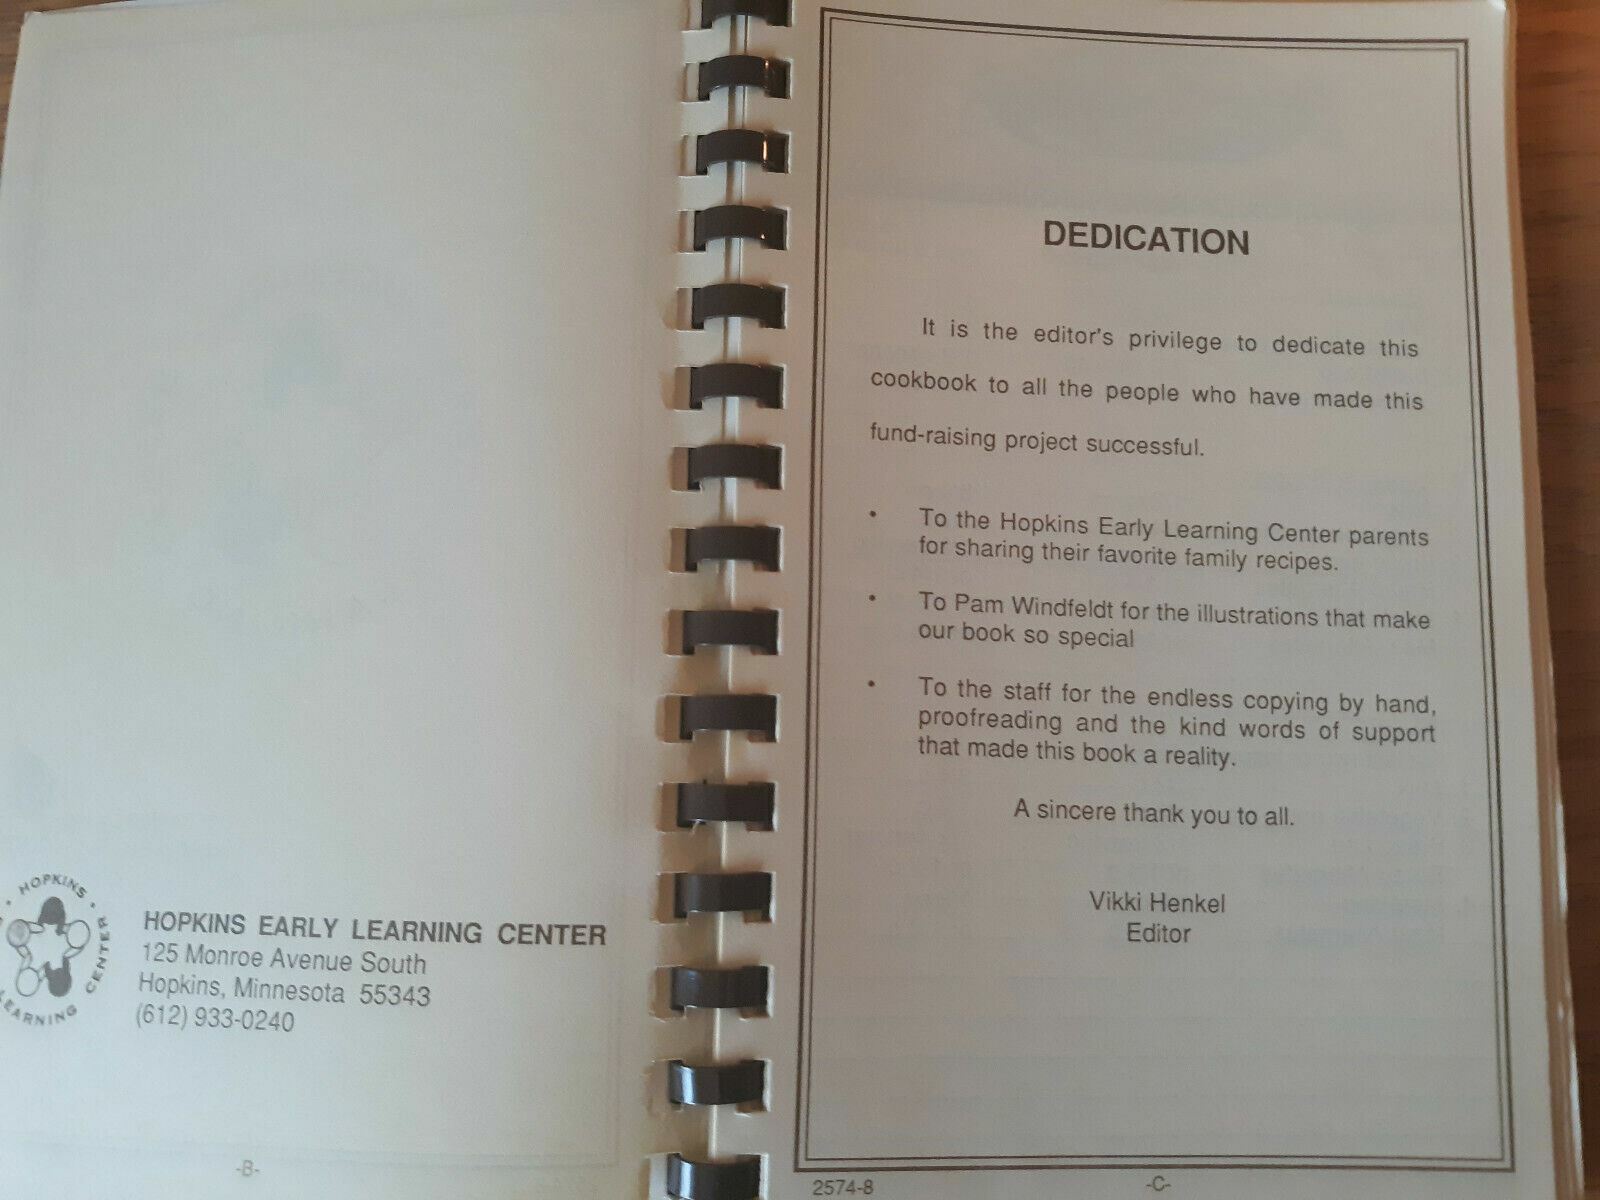 HOPKINS
LEARNING
CENTER
HOPKINS EARLY LEARNING CENTER
125 Monroe Avenue South
Hopkins, Minnesota 55343
(612) 933-0240
-B-
DEDICATION
It is the editor's privilege to dedicate this
cookbook to all the people who have made this
fund-raising project successful.
• To the Hopkins Early Learning Center parents
for sharing their favorite family recipes.
• To Pam Windfeldt for the illustrations that make
our book so special
• To the staff for the endless copying by hand,
proofreading and the kind words of support
that made this book a reality.
A sincere thank you to all.
Vikki Henkel
Editor
2574-8
-C-